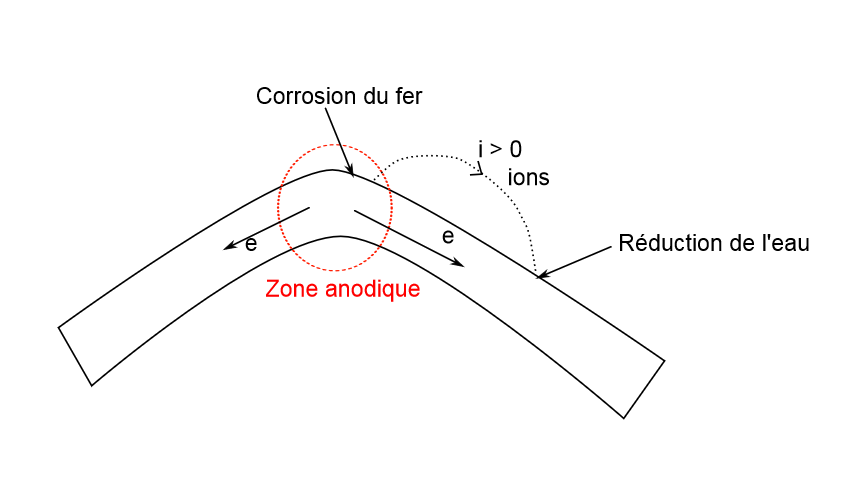 Corrosion du fer
i > 0
ions
e
e
Réduction de l'eau
Zone anodique